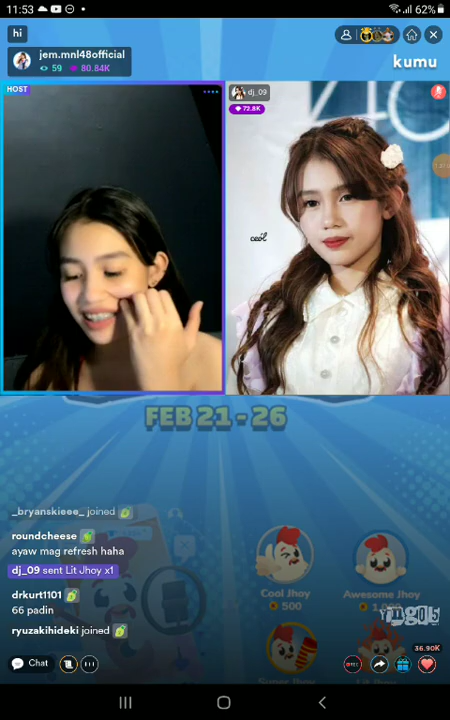 11:53
62%
hi
jem.mnl48official
59
80.84K
kumu
HOST
dj_09
72.8K
ceól
FEB 21 - 26
_bryanskieee_ joined
roundcheese
ayaw mag refresh haha
dj_09 sent Lit Jhoy x1
drkurt1101
66 padin
ryuzakihideki joined
Cool Jhoy
500
Awesome Jhoy
36.90K
Chat